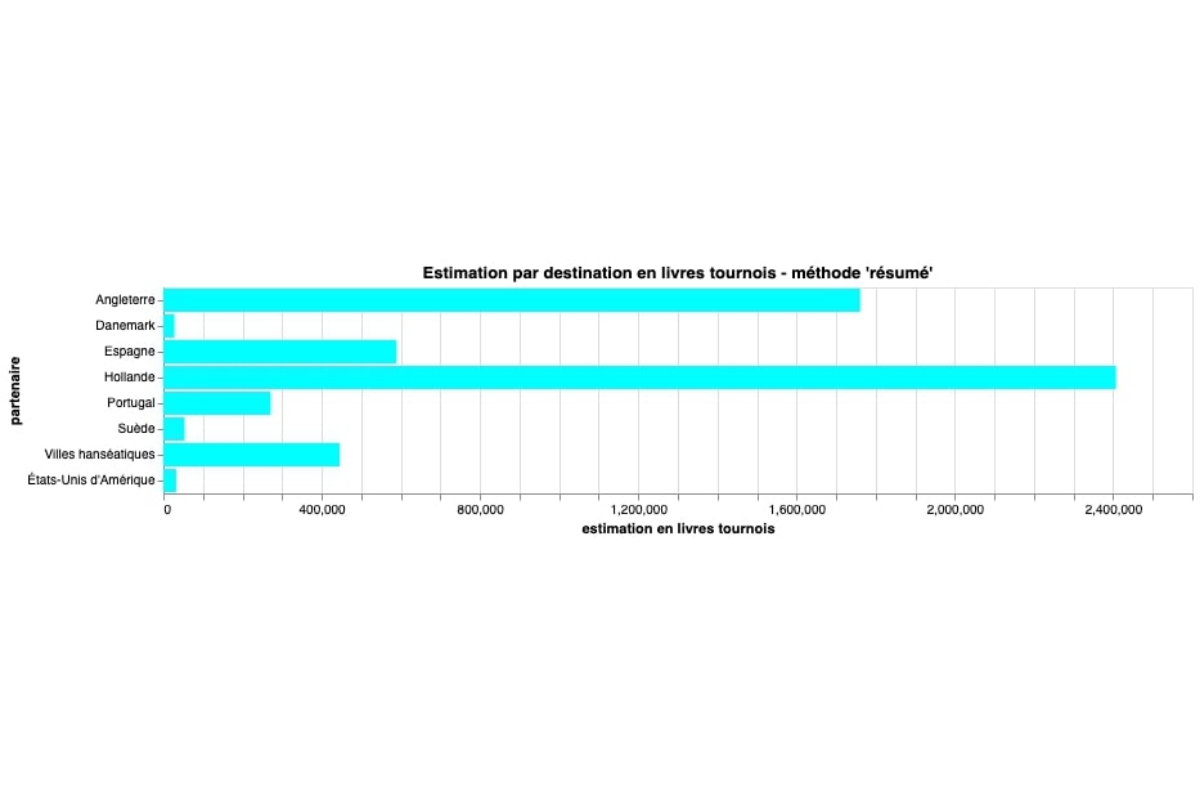 Estimation par destination en livres tournois - méthode 'résumé'
partenaire
Angleterre
Danemark
Espagne
Hollande
Portugal
Suède
Villes hanséatiques
États-Unis d'Amérique
0 400,000 800,000 1,200,000 1,600,000 2,000,000 2,400,000
estimation en livres tournois